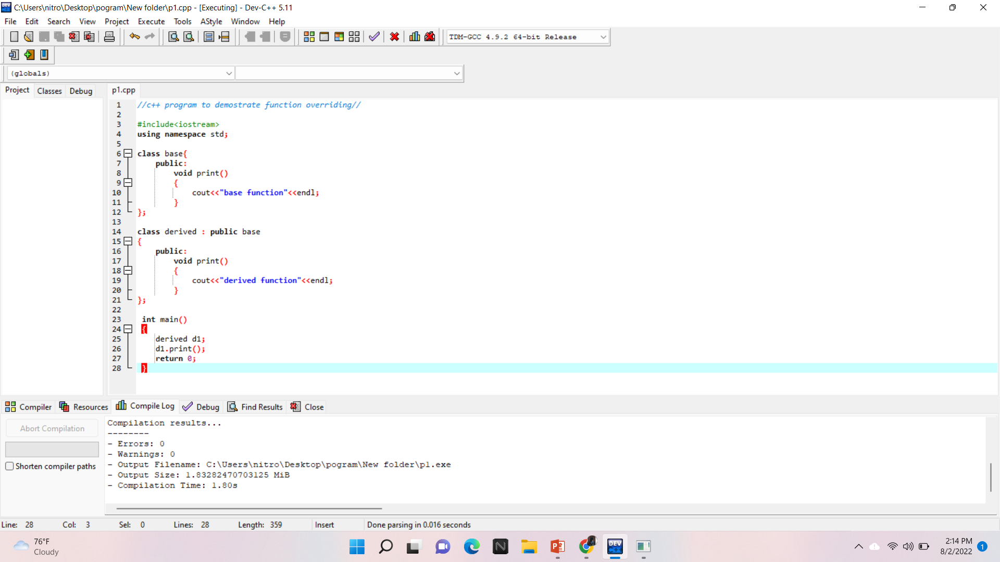 C:\Users\nitro\Desktop\pogram\New folder\p1.cpp - [Executing] - Dev-C++ 5.11
File Edit Search View Project Execute Tools AStyle Window Help
TDM-GCC 4.9.2 64-bit Release
(globals)
Project Classes Debug p1.cpp
1 //c++ program to demostrate function overriding//
2
3 #include<iostream>
4 using namespace std;
5
6 class base{
7 public:
8 void print()
9 {
10 cout<<"base function"<<endl;
11 }
12 };
13
14 class derived : public base
15 {
16 public:
17 void print()
18 {
19 cout<<"derived function"<<endl;
20 }
21 };
22
23 int main()
24 {
25 derived d1;
26 d1.print();
27 return 0;
28 }
Compiler Resources Compile Log Debug Find Results Close
Abort Compilation
Shorten compiler paths
Compilation results...
--------
- Errors: 0
- Warnings: 0
- Output Filename: C:\Users\nitro\Desktop\pogram\New folder\p1.exe
- Output Size: 1.83282470703125 MiB
- Compilation Time: 1.80s
Line: 28 Col: 3 Sel: 0 Lines: 28 Length: 359 Insert Done parsing in 0.016 seconds
76°F
Cloudy
DEV
C++
2:14 PM
8/2/2022
1